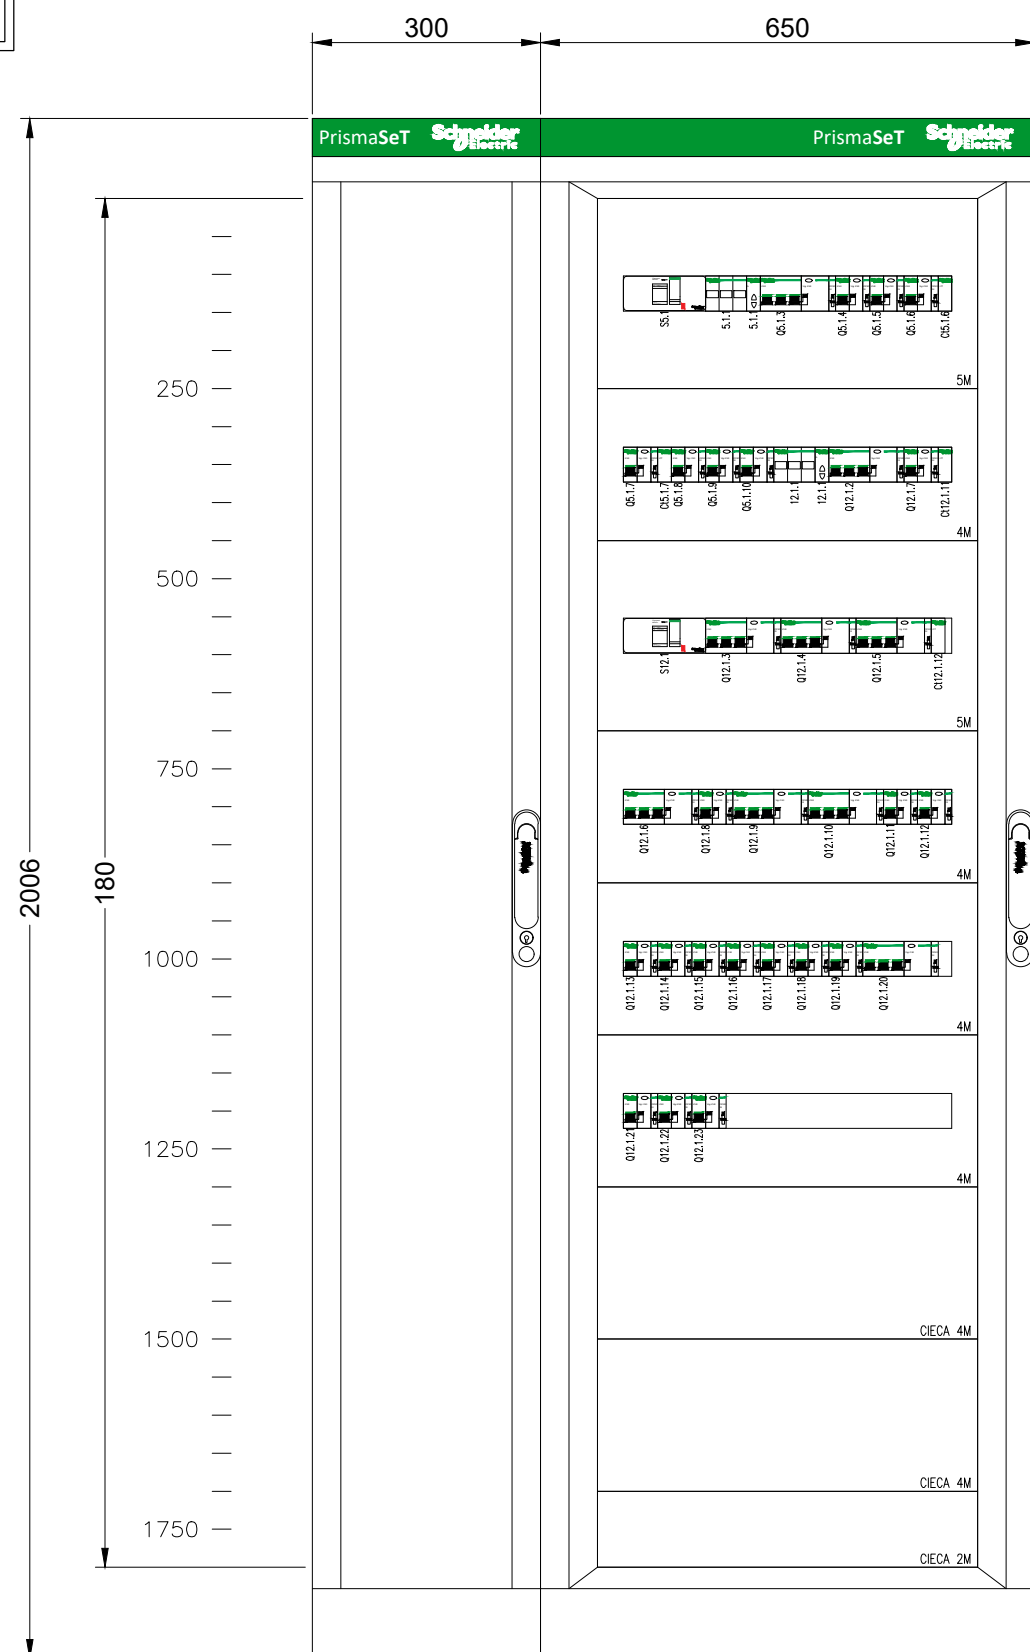 300 650
PrismaSeT Schneider Electric PrismaSeT Schneider Electric
S5.1 5.1.1 5.1.1 Q5.1.3 Q5.1.4 Q5.1.5 Q5.1.6 Ct5.1.6
250
5M
Q5.1.7 Ct5.1.7 Q5.1.8 Q5.1.9 Q5.1.10 12.1.1 12.1.1 Q12.1.2 Q12.1.7 Ct12.1.11
4M
500
S12.1 Q12.1.3 Q12.1.4 Q12.1.5 Ct12.1.12
5M
750
Q12.1.6 Q12.1.8 Q12.1.9 Q12.1.10 Q12.1.11 Q12.1.12
4M
2006
180
1000
Q12.1.13 Q12.1.14 Q12.1.15 Q12.1.16 Q12.1.17 Q12.1.18 Q12.1.19 Q12.1.20
4M
1250
Q12.1.21 Q12.1.22 Q12.1.23
4M
1500
CIECA 4M
CIECA 4M
1750
CIECA 2M